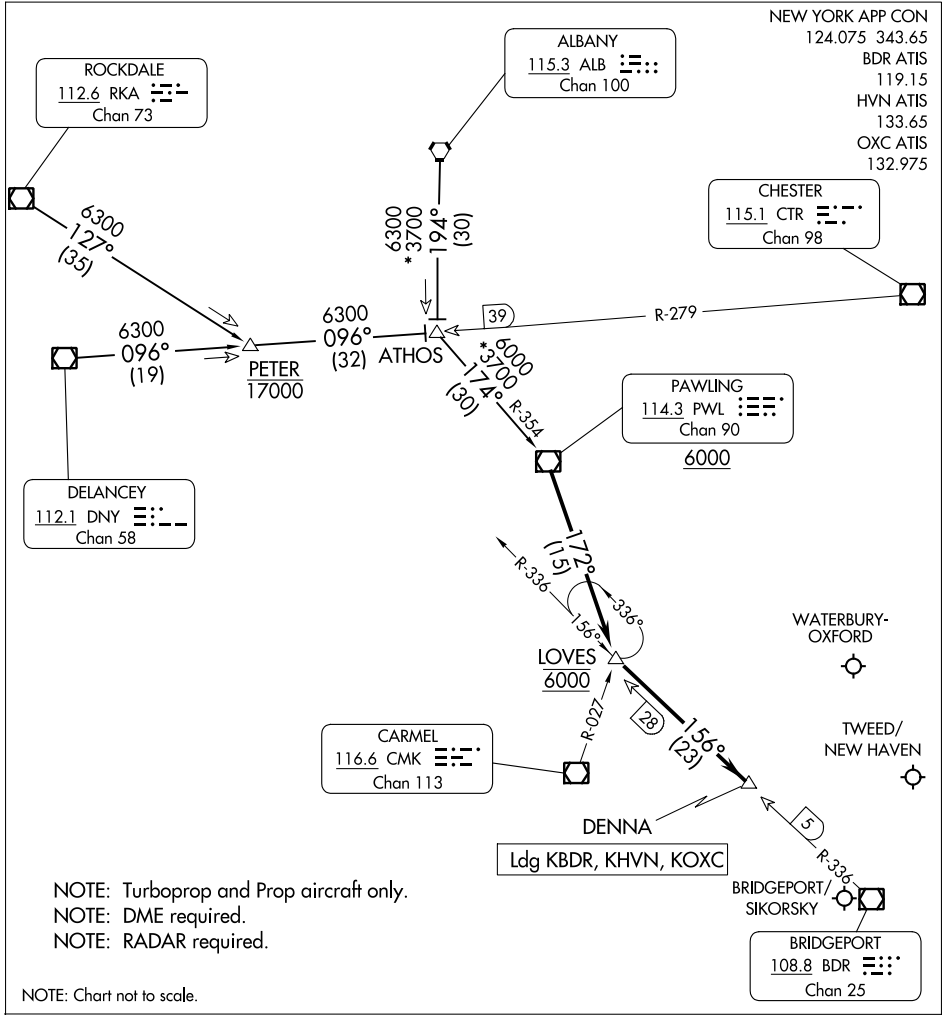 NEW YORK APP CON
124.075 343.65
BDR ATIS
119.15
HVN ATIS
133.65
OXC ATIS
132.975
ALBANY
115.3 ALB
Chan 100
ROCKDALE
112.6 RKA
Chan 73
CHESTER
115.1 CTR
Chan 98
6300
127°
(35)
6300
*3700
194°
(30)
39
R-279
6300
096°
(19)
PETER
17000
6300
096°
(32)
ATHOS
6000
*3700
174°
(30)
R-354
PAWLING
114.3 PWL
Chan 90
6000
DELANCEY
112.1 DNY
Chan 58
172°
(15)
R-336
156°
336°
LOVES
6000
R-027
28
156°
(23)
WATERBURY-
OXFORD
TWEED/
NEW HAVEN
CARMEL
116.6 CMK
Chan 113
DENNA
Ldg KBDR, KHVN, KOXC
5
R-336
BRIDGEPORT/
SIKORSKY
BRIDGEPORT
108.8 BDR
Chan 25
NOTE: Turboprop and Prop aircraft only.
NOTE: DME required.
NOTE: RADAR required.
NOTE: Chart not to scale.